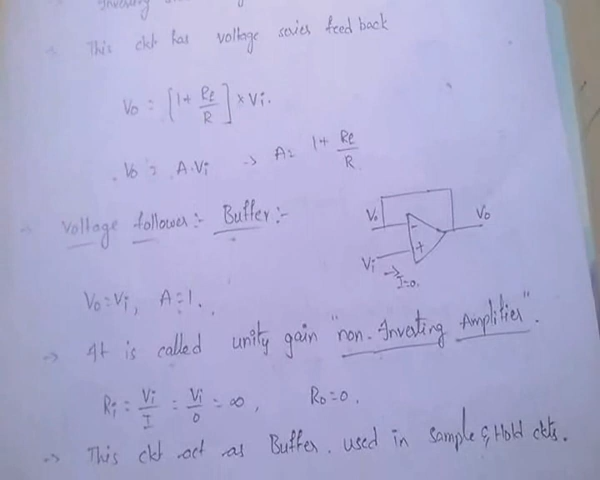 Inverting
→ This ckt has voltage series feed back
Vo = [1 + Rf/R] × Vi.
Vo = A·Vi → A = 1 + Rf/R
→ Voltage follower :- Buffer :-
Vo - Vo
Vi +
I=0.
Vo = Vi, A = 1.
→ It is called unity gain "non-Inverting Amplifier".
Ri = Vi/I = Vi/0 = ∞, Ro = 0.
→ This ckt act as Buffer. used in Sample & Hold ckts.